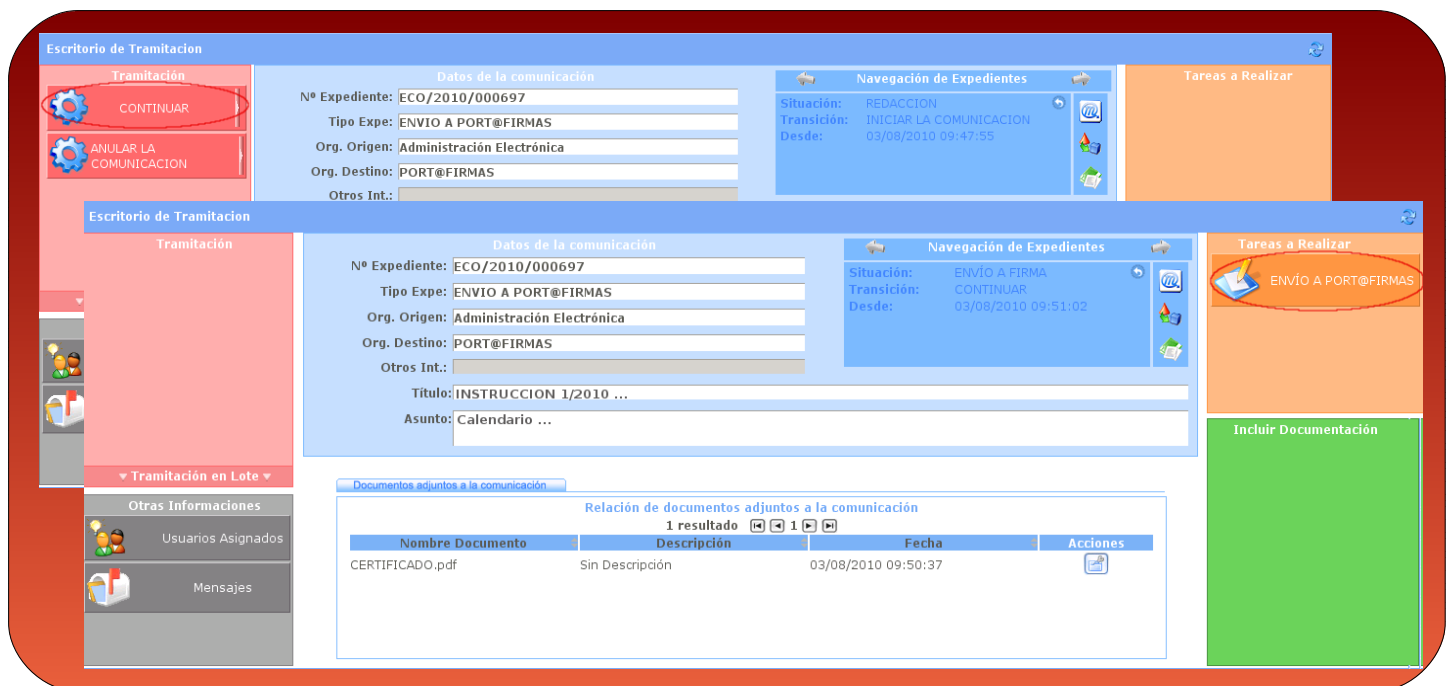 Escritorio de Tramitacion
Tramitación
CONTINUAR
ANULAR LA
COMUNICACION
Datos de la comunicación
Nº Expediente: ECO/2010/000697
Tipo Expe: ENVIO A PORT@FIRMAS
Org. Origen: Administración Electrónica
Org. Destino: PORT@FIRMAS
Otros Int.:
Navegación de Expedientes
Situación: REDACCION
Transición: INICIAR LA COMUNICACION
Desde: 03/08/2010 09:47:55
Tareas a Realizar
Escritorio de Tramitacion
Tramitación
Tramitación en Lote
Otras Informaciones
Usuarios Asignados
Mensajes
Datos de la comunicación
Nº Expediente: ECO/2010/000697
Tipo Expe: ENVIO A PORT@FIRMAS
Org. Origen: Administración Electrónica
Org. Destino: PORT@FIRMAS
Otros Int.:
Título: INSTRUCCION 1/2010 ...
Asunto: Calendario ...
Navegación de Expedientes
Situación: ENVÍO A FIRMA
Transición: CONTINUAR
Desde: 03/08/2010 09:51:02
Tareas a Realizar
ENVÍO A PORT@FIRMAS
Incluir Documentación
Documentos adjuntos a la comunicación
Relación de documentos adjuntos a la comunicación
1 resultado 1
Nombre Documento Descripción Fecha Acciones
CERTIFICADO.pdf Sin Descripción 03/08/2010 09:50:37